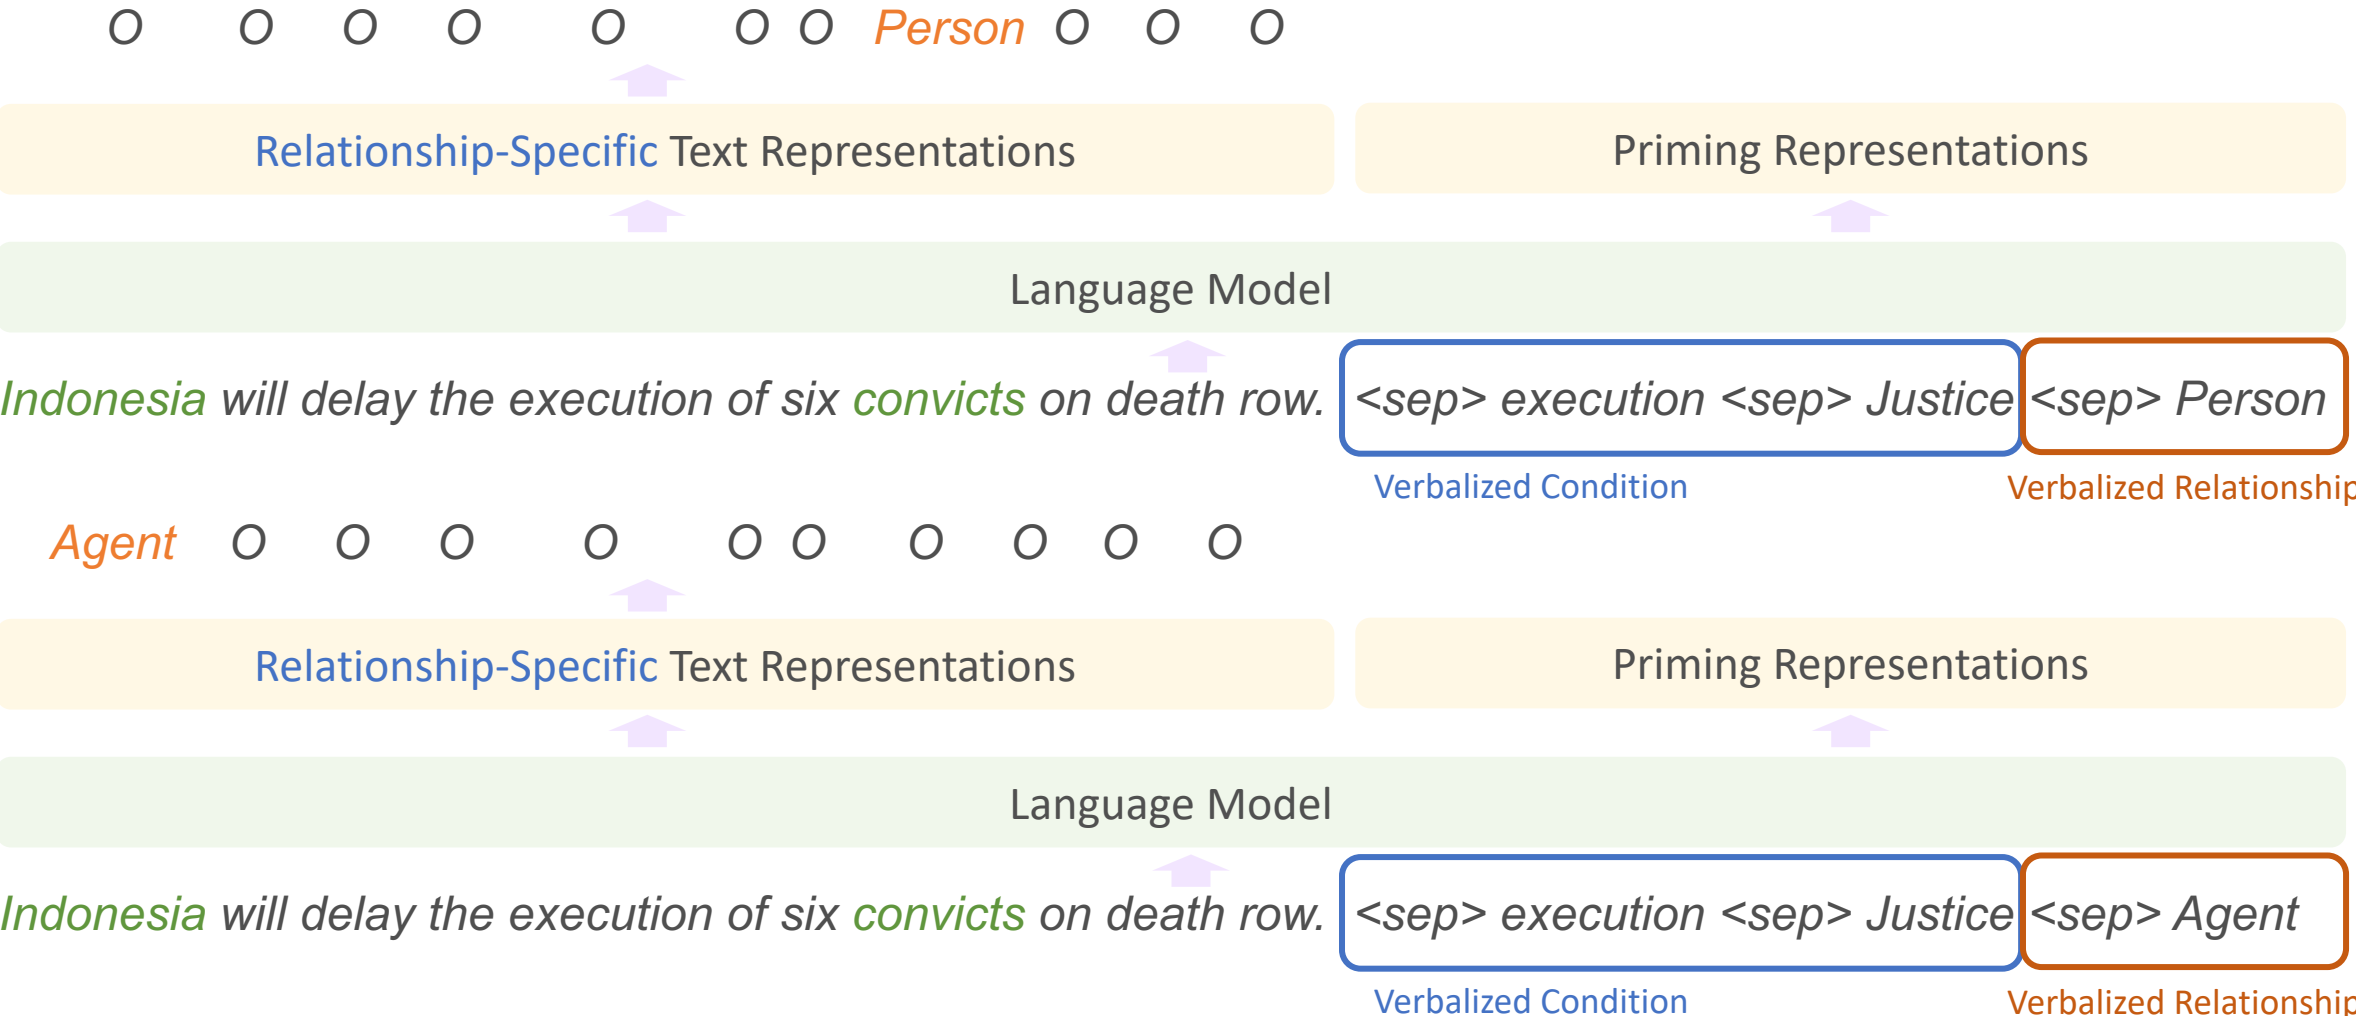 O O O O O O O Person O O O
Relationship-Specific Text Representations Priming Representations
Language Model
Indonesia will delay the execution of six convicts on death row. <sep> execution <sep> Justice <sep> Person
Verbalized Condition Verbalized Relationship
Agent O O O O O O O O O O
Relationship-Specific Text Representations Priming Representations
Language Model
Indonesia will delay the execution of six convicts on death row. <sep> execution <sep> Justice <sep> Agent
Verbalized Condition Verbalized Relationship